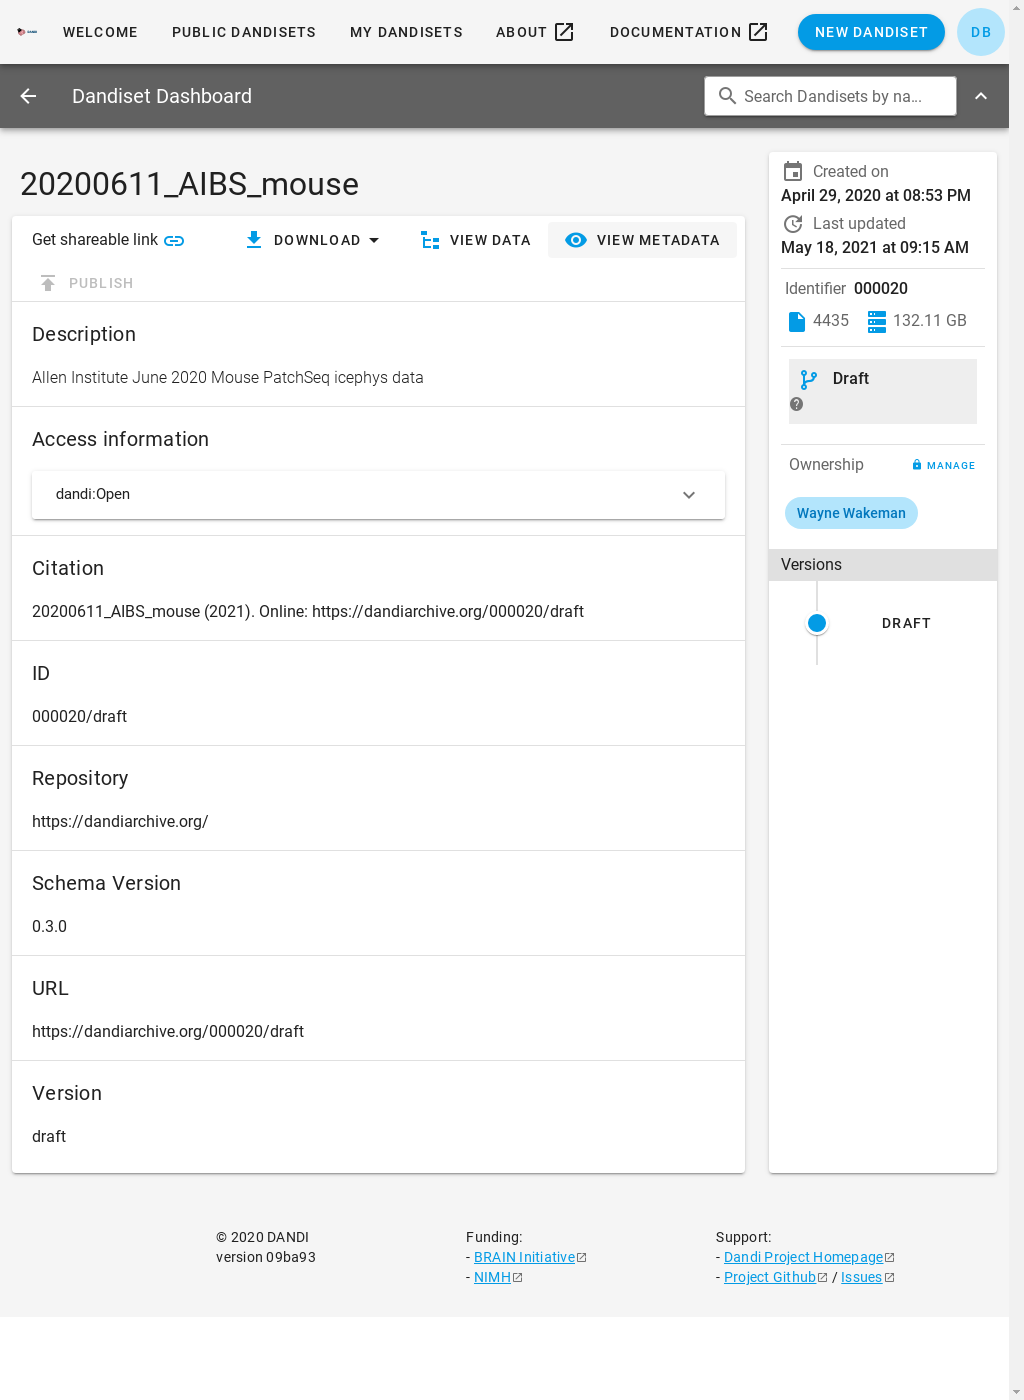 WELCOME
PUBLIC DANDISETS
MY DANDISETS
ABOUT
DOCUMENTATION
NEW DANDISET
DB
Dandiset Dashboard
Search Dandisets by na...
20200611_AIBS_mouse
Get shareable link
DOWNLOAD
VIEW DATA
VIEW METADATA
PUBLISH
Description
Allen Institute June 2020 Mouse PatchSeq icephys data
Access information
dandi:Open
Citation
20200611_AIBS_mouse (2021). Online: https://dandiarchive.org/000020/draft
ID
000020/draft
Repository
https://dandiarchive.org/
Schema Version
0.3.0
URL
https://dandiarchive.org/000020/draft
Version
draft
Created on
April 29, 2020 at 08:53 PM
Last updated
May 18, 2021 at 09:15 AM
Identifier 000020
4435 132.11 GB
Draft
Ownership MANAGE
Wayne Wakeman
Versions
DRAFT
© 2020 DANDI
version 09ba93
Funding:
- BRAIN Initiative
- NIMH
Support:
- Dandi Project Homepage
- Project Github / Issues